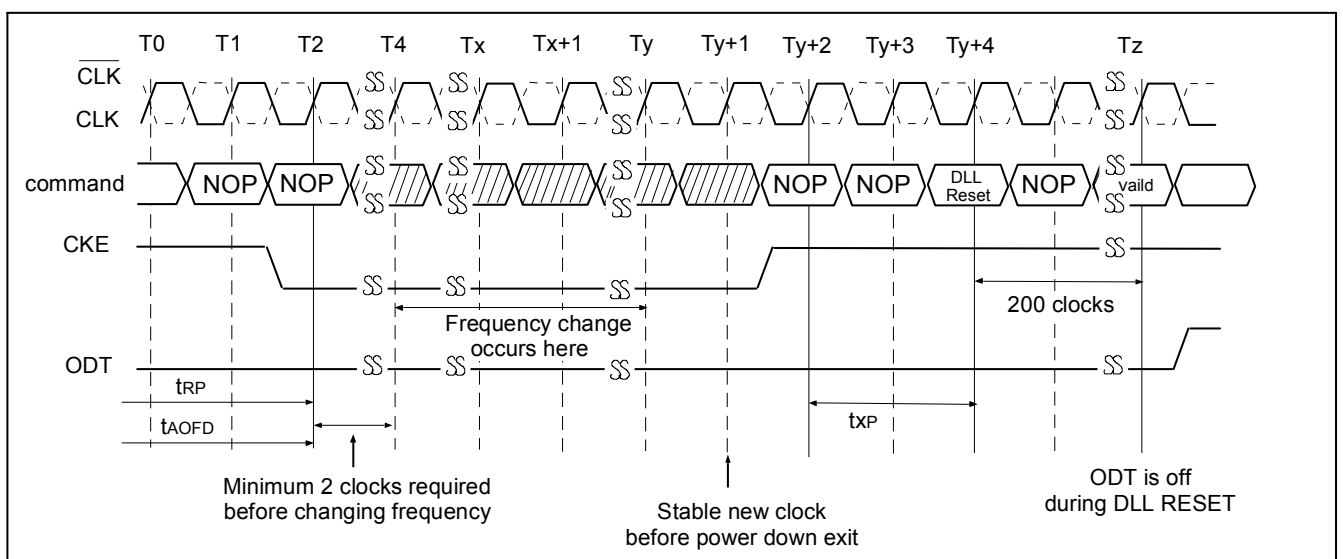 T0 T1 T2 T4 Tx Tx+1 Ty Ty+1 Ty+2 Ty+3 Ty+4 Tz
CLK
CLK
command NOP NOP NOP NOP DLL Reset NOP vaild
CKE
200 clocks
Frequency change
occurs here
ODT
tRP
tXP
tAOFD
Minimum 2 clocks required
before changing frequency
Stable new clock
before power down exit
ODT is off
during DLL RESET